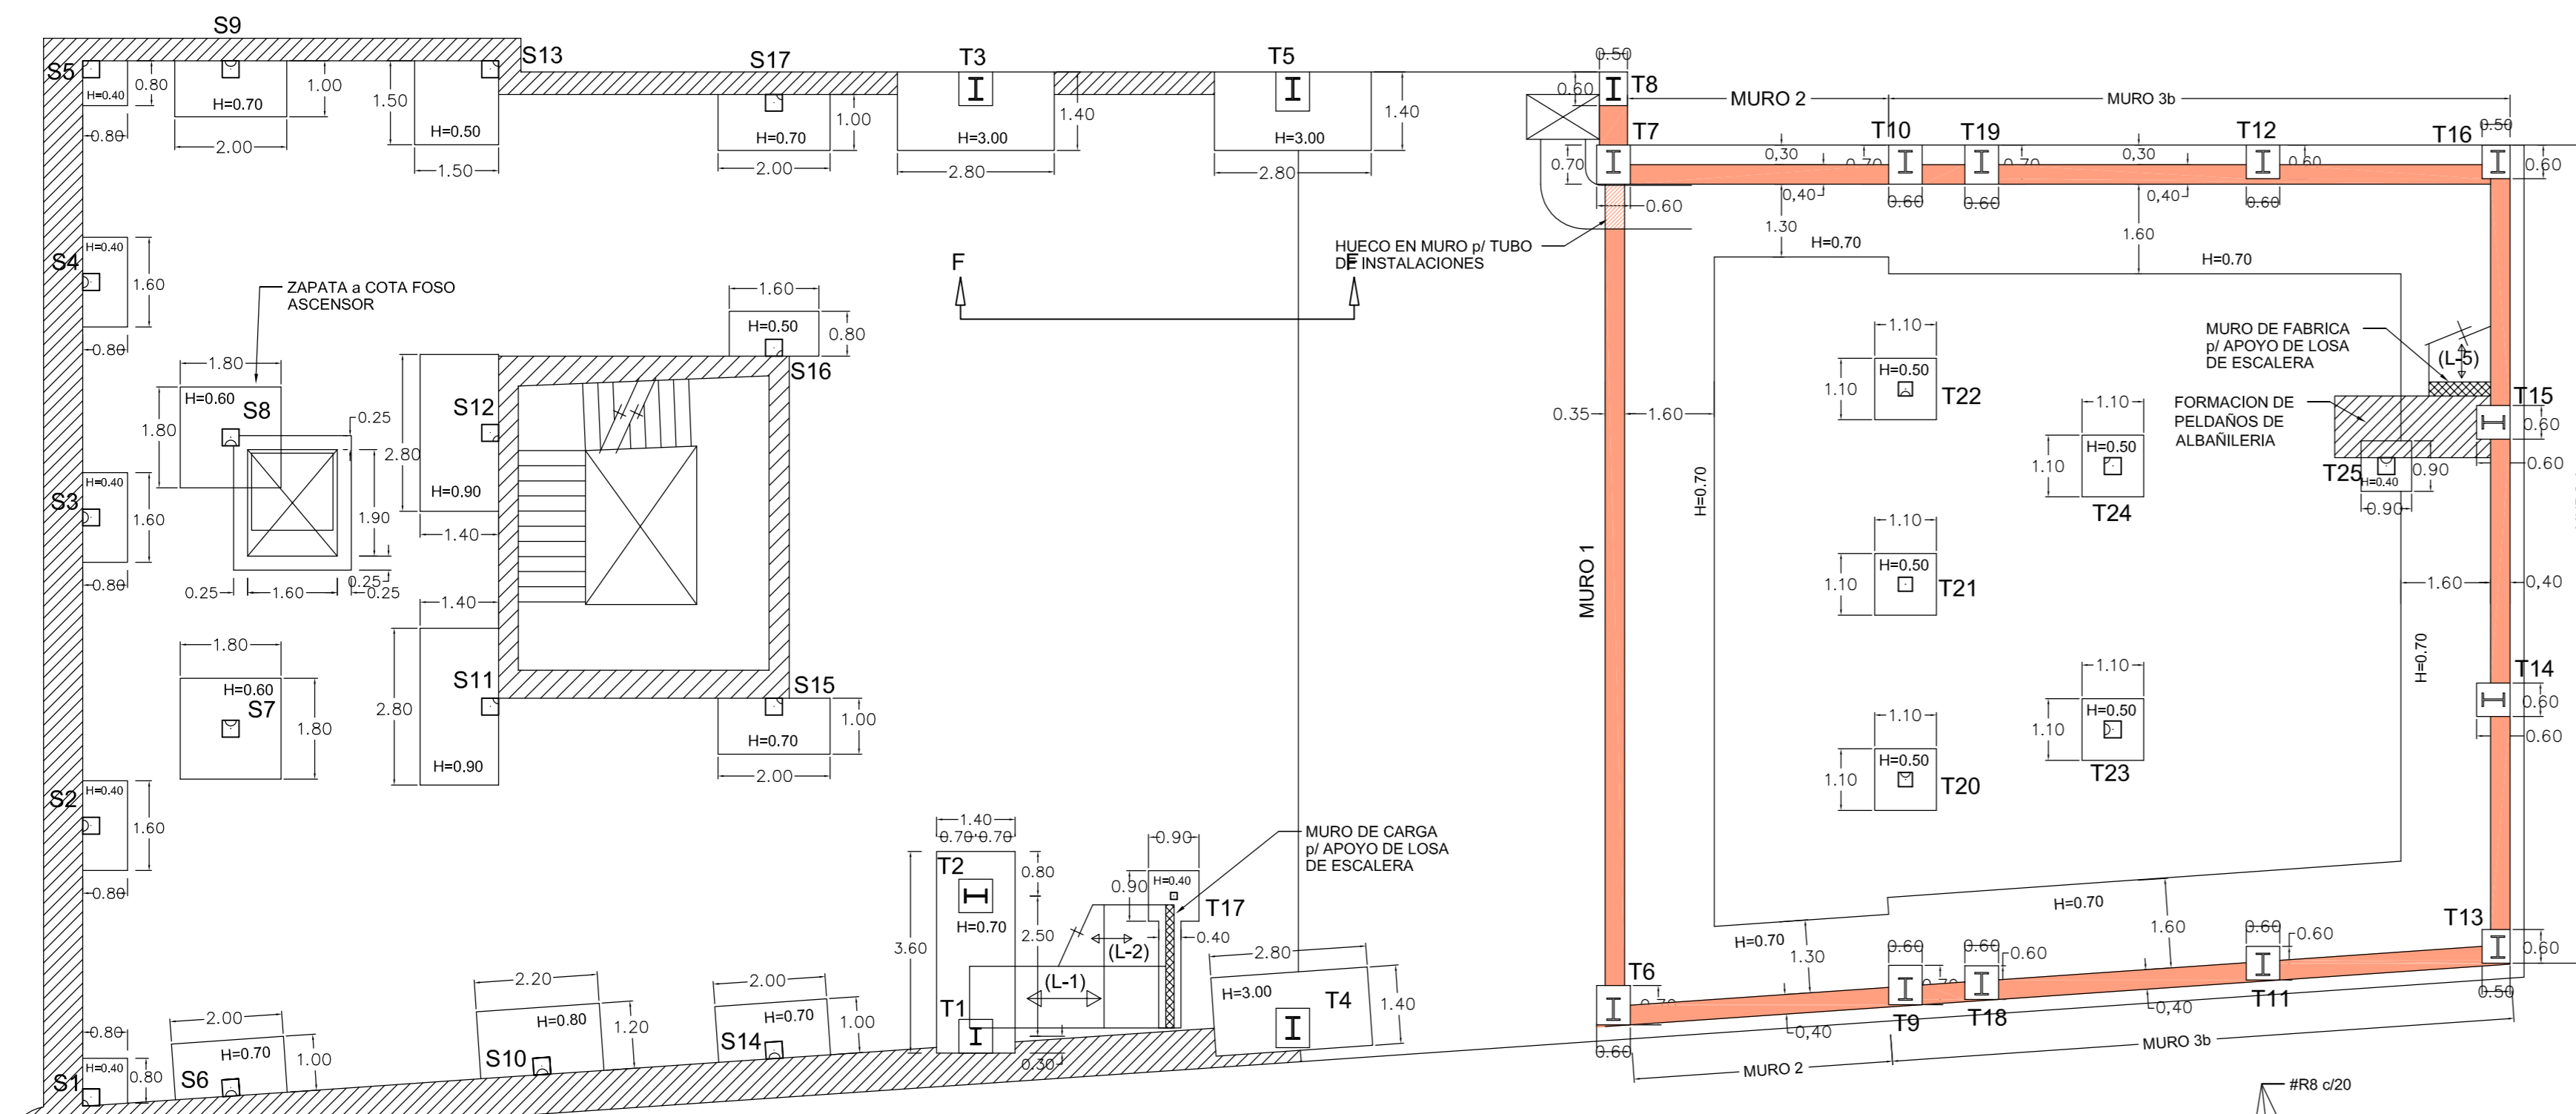 S9
S13
S5
H=0.40
0.80
0.80
H=0.70
1.00
2.00
1.50
H=0.50
1.50
S17
H=0.70
1.00
2.00
T3
H=3.00
1.40
2.80
T5
H=3.00
1.40
2.80
0.50
0.60
T8
T7
0.70
0.60
MURO 2
MURO 3b
T10
T19
T12
T16
0.50
0,30
0.70
0.70
0,30
0.60
0.60
0,40
0.60
0.60
0,40
0.60
1.30
H=0.70
1.60
H=0.70
HUECO EN MURO p/ TUBO
DE INSTALACIONES
F
F
S4
H=0.40
1.60
0.80
ZAPATA a COTA FOSO
ASCENSOR
1.60
H=0.50
0.80
S16
1.80
H=0.60
S8
1.80
0.25
S12
2.80
H=0.90
1.40
S3
H=0.40
1.60
0.80
1.90
0.25
0.25
1.60
0.25
1.40
0.35
1.60
H=0.70
MURO 1
1.10
H=0.50
1.10
T22
1.10
H=0.50
1.10
T24
MURO DE FABRICA
p/ APOYO DE LOSA
DE ESCALERA
(L-5)
FORMACION DE
PELDAÑOS DE
ALBAÑILERIA
T15
0.60
0.60
T25
H=0.40
0.90
0.90
1.10
H=0.50
1.10
T21
1.60
0,40
H=0.70
T14
0.60
0.60
1.80
H=0.60
S7
1.80
S11
2.80
H=0.90
S15
H=0.70
1.00
2.00
1.10
H=0.50
1.10
T23
1.10
H=0.50
1.10
T20
S2
H=0.40
1.60
0.80
1.40
0.70
0.70
T2
H=0.70
3.60
0.80
2.50
0.90
0.90
H=0.40
T17
0.40
MURO DE CARGA
p/ APOYO DE LOSA
DE ESCALERA
(L-2)
(L-1)
T1
0.30
2.80
H=3.00
T4
1.40
T6
0.70
0.60
H=0.70
1.30
H=0.70
1.60
0.60
0.60
0.60
0.60
0.60
0.70
T13
0.60
0.50
0,40
T9
T18
T11
0,40
MURO 2
MURO 3b
0.80
H=0.40
0.80
S1
2.00
H=0.70
1.00
S6
2.20
H=0.80
1.20
S10
2.00
H=0.70
1.00
S14
#R8 c/20